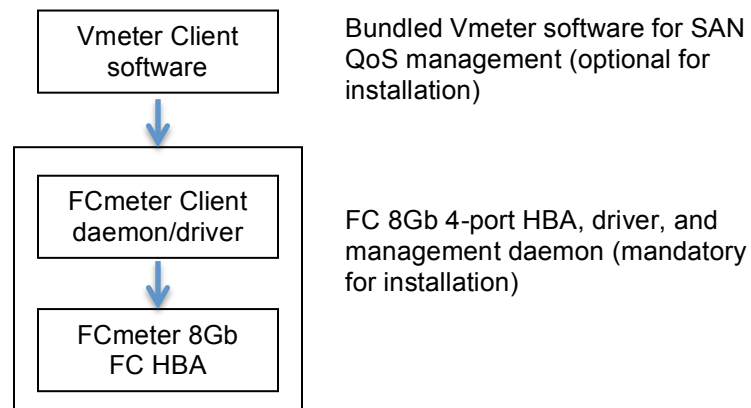 Vmeter Client
software
Bundled Vmeter software for SAN
QoS management (optional for
installation)
FCmeter Client
daemon/driver
FC 8Gb 4-port HBA, driver, and
management daemon (mandatory
for installation)
FCmeter 8Gb
FC HBA